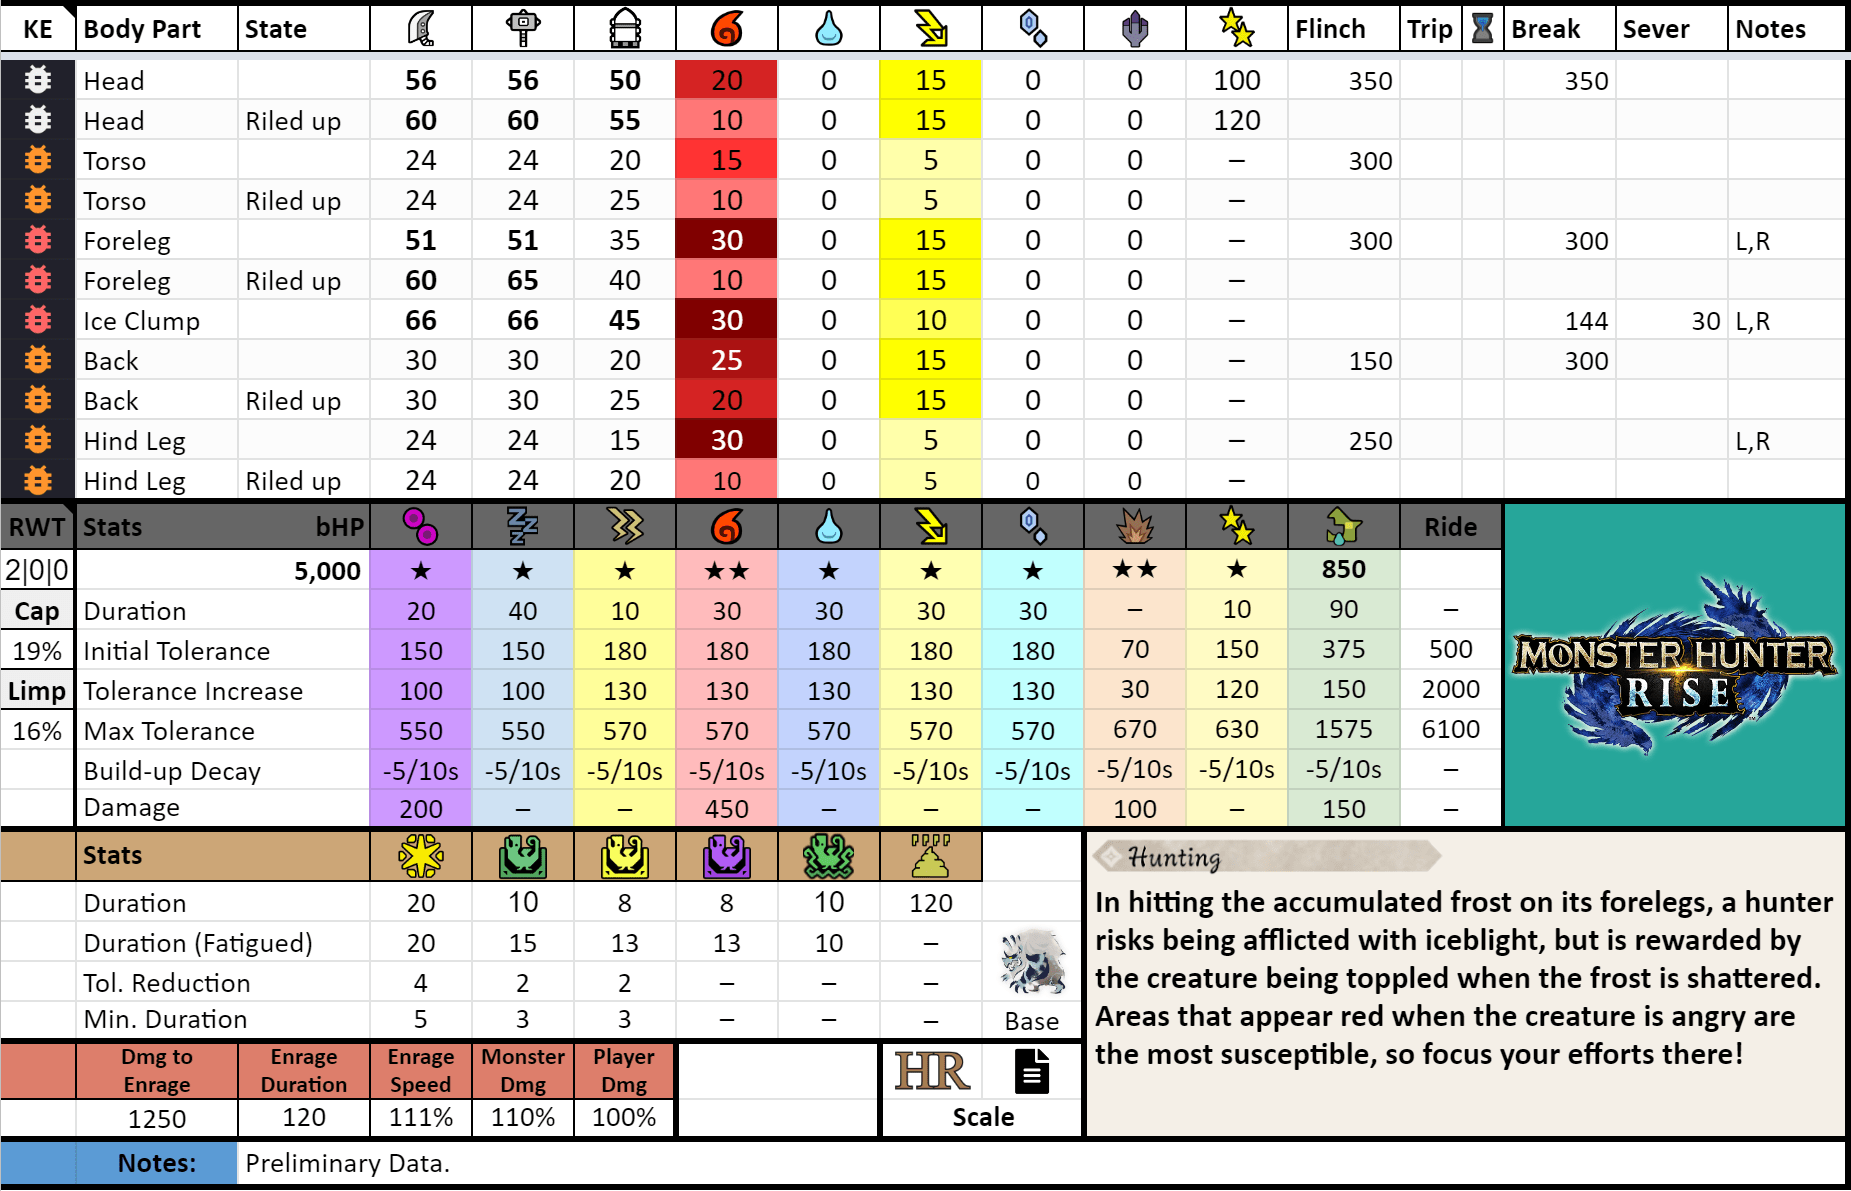 KE Body Part State Flinch Trip Break Sever Notes
Head 56 56 50 20 0 15 0 0 100 350 350
Head Riled up 60 60 55 10 0 15 0 0 120
Torso 24 24 20 15 0 5 0 0 – 300
Torso Riled up 24 24 25 10 0 5 0 0 –
Foreleg 51 51 35 30 0 15 0 0 – 300 300 L,R
Foreleg Riled up 60 65 40 10 0 15 0 0 –
Ice Clump 66 66 45 30 0 10 0 0 – 144 30 L,R
Back 30 30 20 25 0 15 0 0 – 150 300
Back Riled up 30 30 25 20 0 15 0 0 –
Hind Leg 24 24 15 30 0 5 0 0 – 250 L,R
Hind Leg Riled up 24 24 20 10 0 5 0 0 –
RWT Stats bHP Ride
2|0|0 5,000 ★ ★ ★ ★★ ★ ★ ★ ★★ ★ 850
Cap Duration 20 40 10 30 30 30 30 – 10 90 –
19% Initial Tolerance 150 150 180 180 180 180 180 70 150 375 500
Limp Tolerance Increase 100 100 130 130 130 130 130 30 120 150 2000
16% Max Tolerance 550 550 570 570 570 570 570 670 630 1575 6100
Build-up Decay -5/10s -5/10s -5/10s -5/10s -5/10s -5/10s -5/10s -5/10s -5/10s -5/10s –
Damage 200 – – 450 – – – 100 – 150 –
MONSTER HUNTER
RISE
Stats
Duration 20 10 8 8 10 120
Duration (Fatigued) 20 15 13 13 10 –
Tol. Reduction 4 2 2 – – –
Min. Duration 5 3 3 – – – Base
Hunting
In hitting the accumulated frost on its forelegs, a hunter
risks being afflicted with iceblight, but is rewarded by
the creature being toppled when the frost is shattered.
Areas that appear red when the creature is angry are
the most susceptible, so focus your efforts there!
Dmg to Enrage Enrage Monster Player
Enrage Duration Speed Dmg Dmg
HR
1250 120 111% 110% 100% Scale
Notes: Preliminary Data.